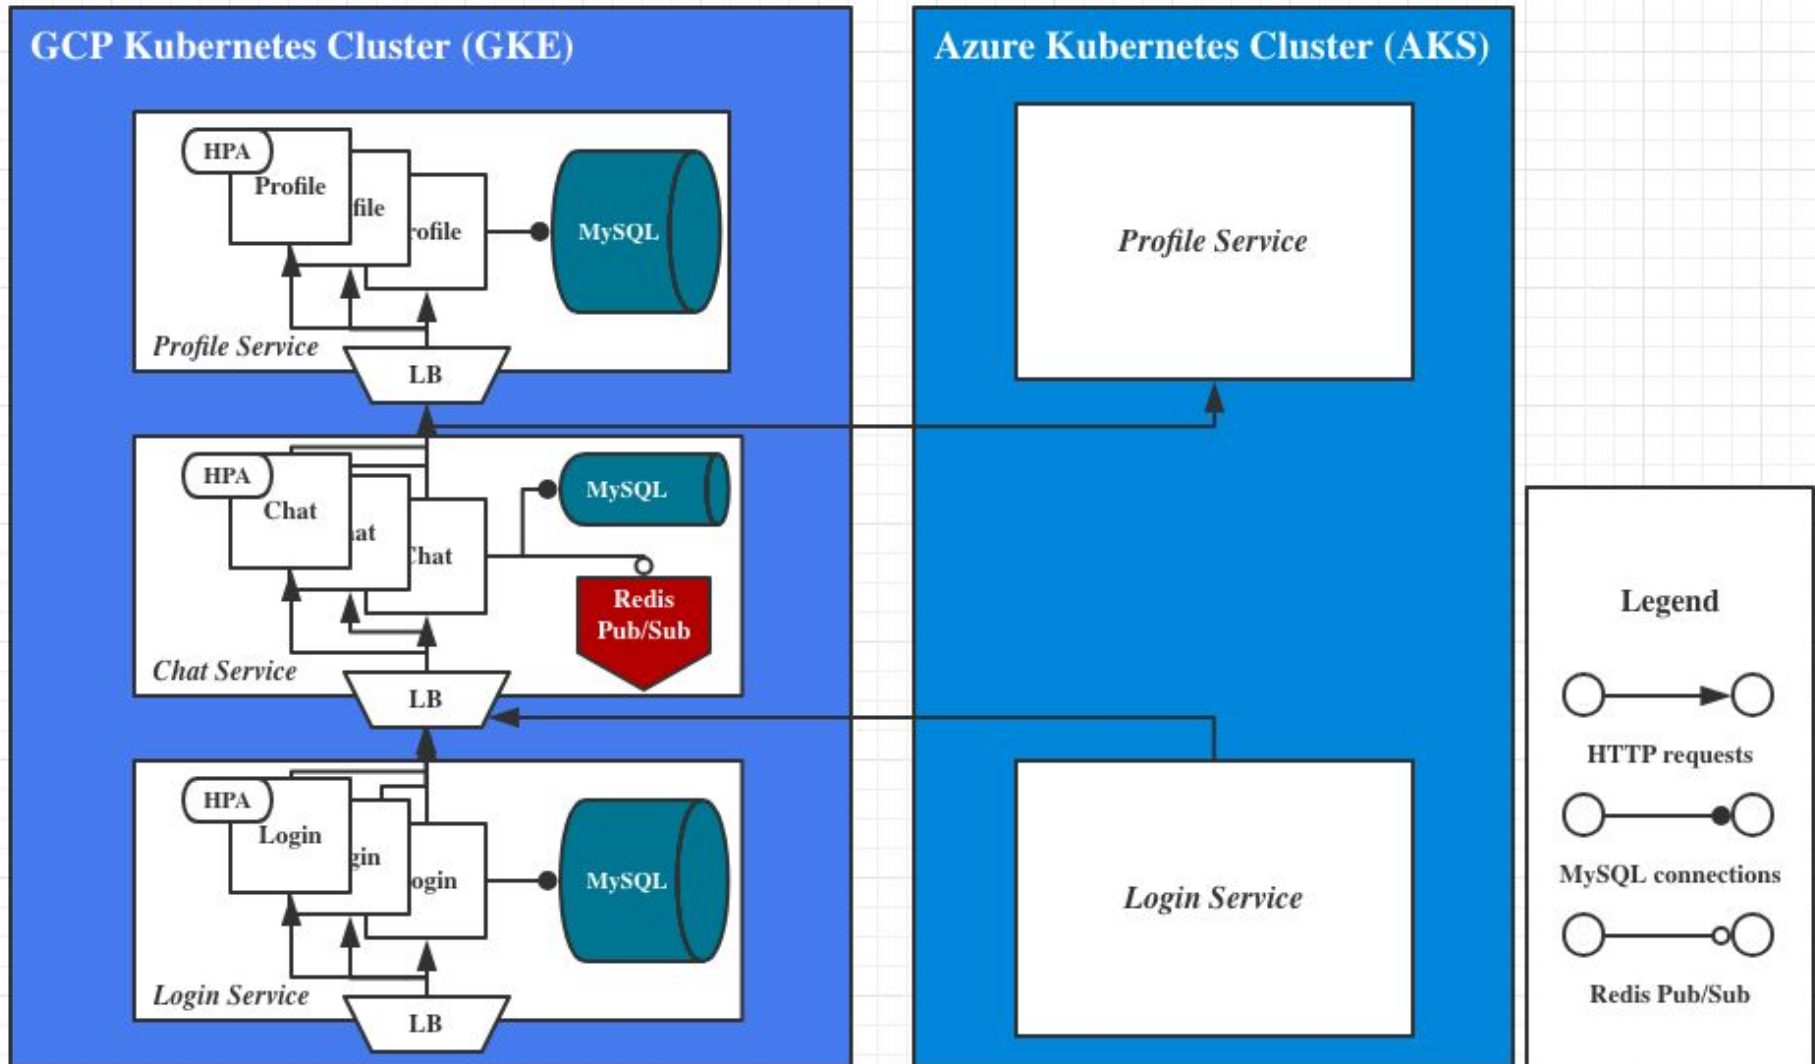 GCP Kubernetes Cluster (GKE)
HPA
Profile
file
rofile
MySQL
Profile Service
LB
HPA
Chat
hat
Chat
MySQL
Redis
Pub/Sub
Chat Service
LB
HPA
Login
gin
ogin
MySQL
Login Service
LB
Azure Kubernetes Cluster (AKS)
Profile Service
Login Service
Legend
HTTP requests
MySQL connections
Redis Pub/Sub